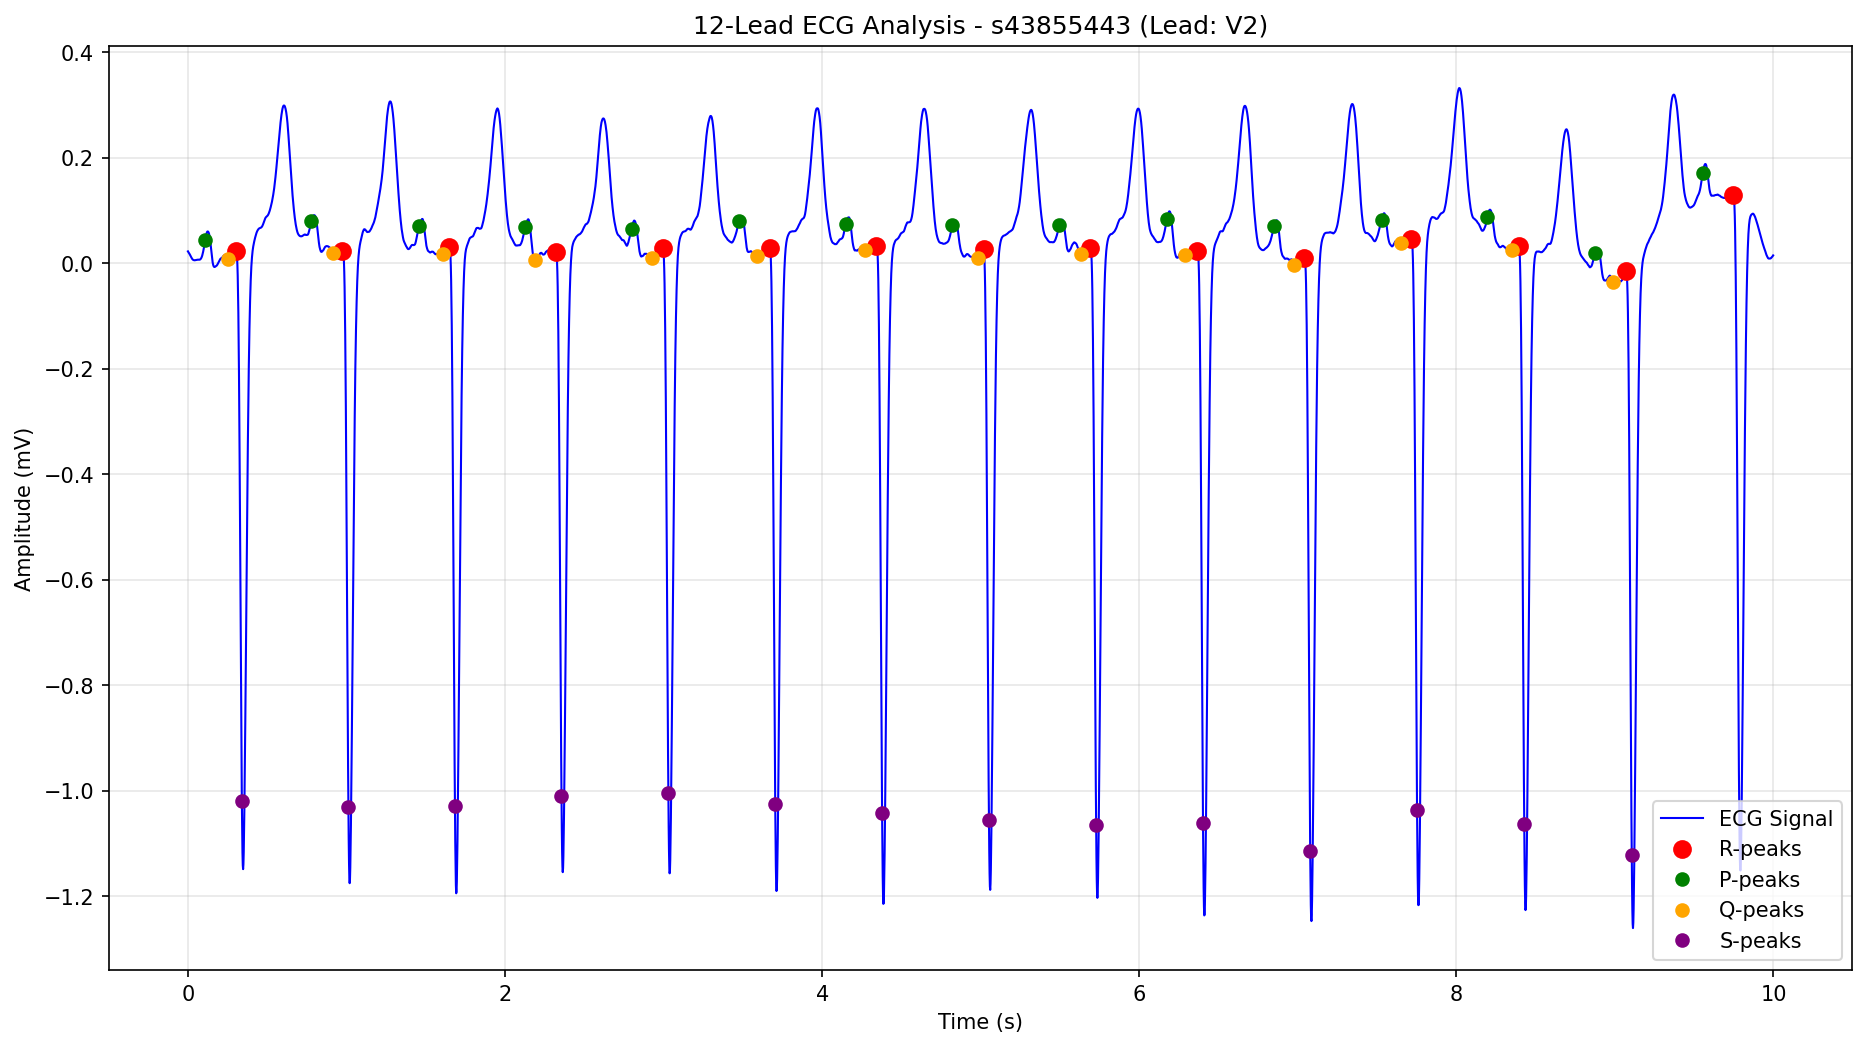 12-Lead ECG Analysis - s43855443 (Lead: V2)
0.4
0.2
0.0
−0.2
−0.4
−0.6
−0.8
−1.0
−1.2
Amplitude (mV)
ECG Signal
R-peaks
P-peaks
Q-peaks
S-peaks
0 2 4 6 8 10
Time (s)